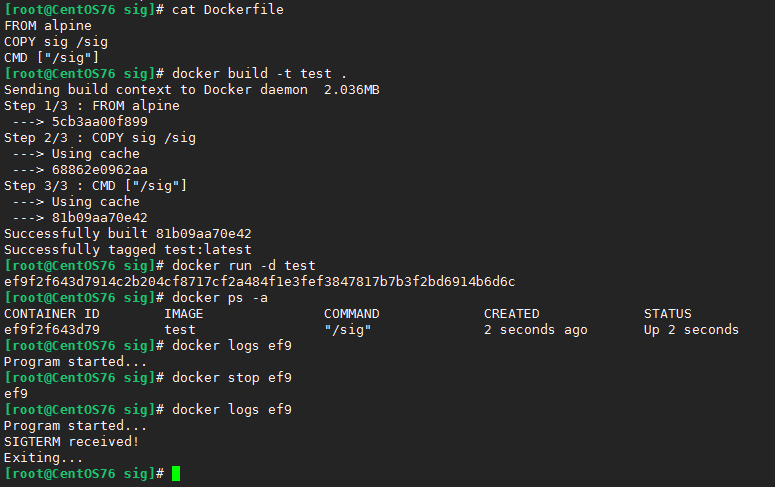 [root@CentOS76 sig]# cat Dockerfile
FROM alpine
COPY sig /sig
CMD ["/sig"]
[root@CentOS76 sig]# docker build -t test .
Sending build context to Docker daemon  2.036MB
Step 1/3 : FROM alpine
 ---> 5cb3aa00f899
Step 2/3 : COPY sig /sig
 ---> Using cache
 ---> 68862e0962aa
Step 3/3 : CMD ["/sig"]
 ---> Using cache
 ---> 81b09aa70e42
Successfully built 81b09aa70e42
Successfully tagged test:latest
[root@CentOS76 sig]# docker run -d test
ef9f2f643d7914c2b204cf8717cf2a484f1e3fef3847817b7b3f2bd6914b6d6c
[root@CentOS76 sig]# docker ps -a
CONTAINER ID        IMAGE               COMMAND             CREATED             STATUS
ef9f2f643d79        test                "/sig"              2 seconds ago       Up 2 seconds
[root@CentOS76 sig]# docker logs ef9
Program started...
[root@CentOS76 sig]# docker stop ef9
ef9
[root@CentOS76 sig]# docker logs ef9
Program started...
SIGTERM received!
Exiting...
[root@CentOS76 sig]#